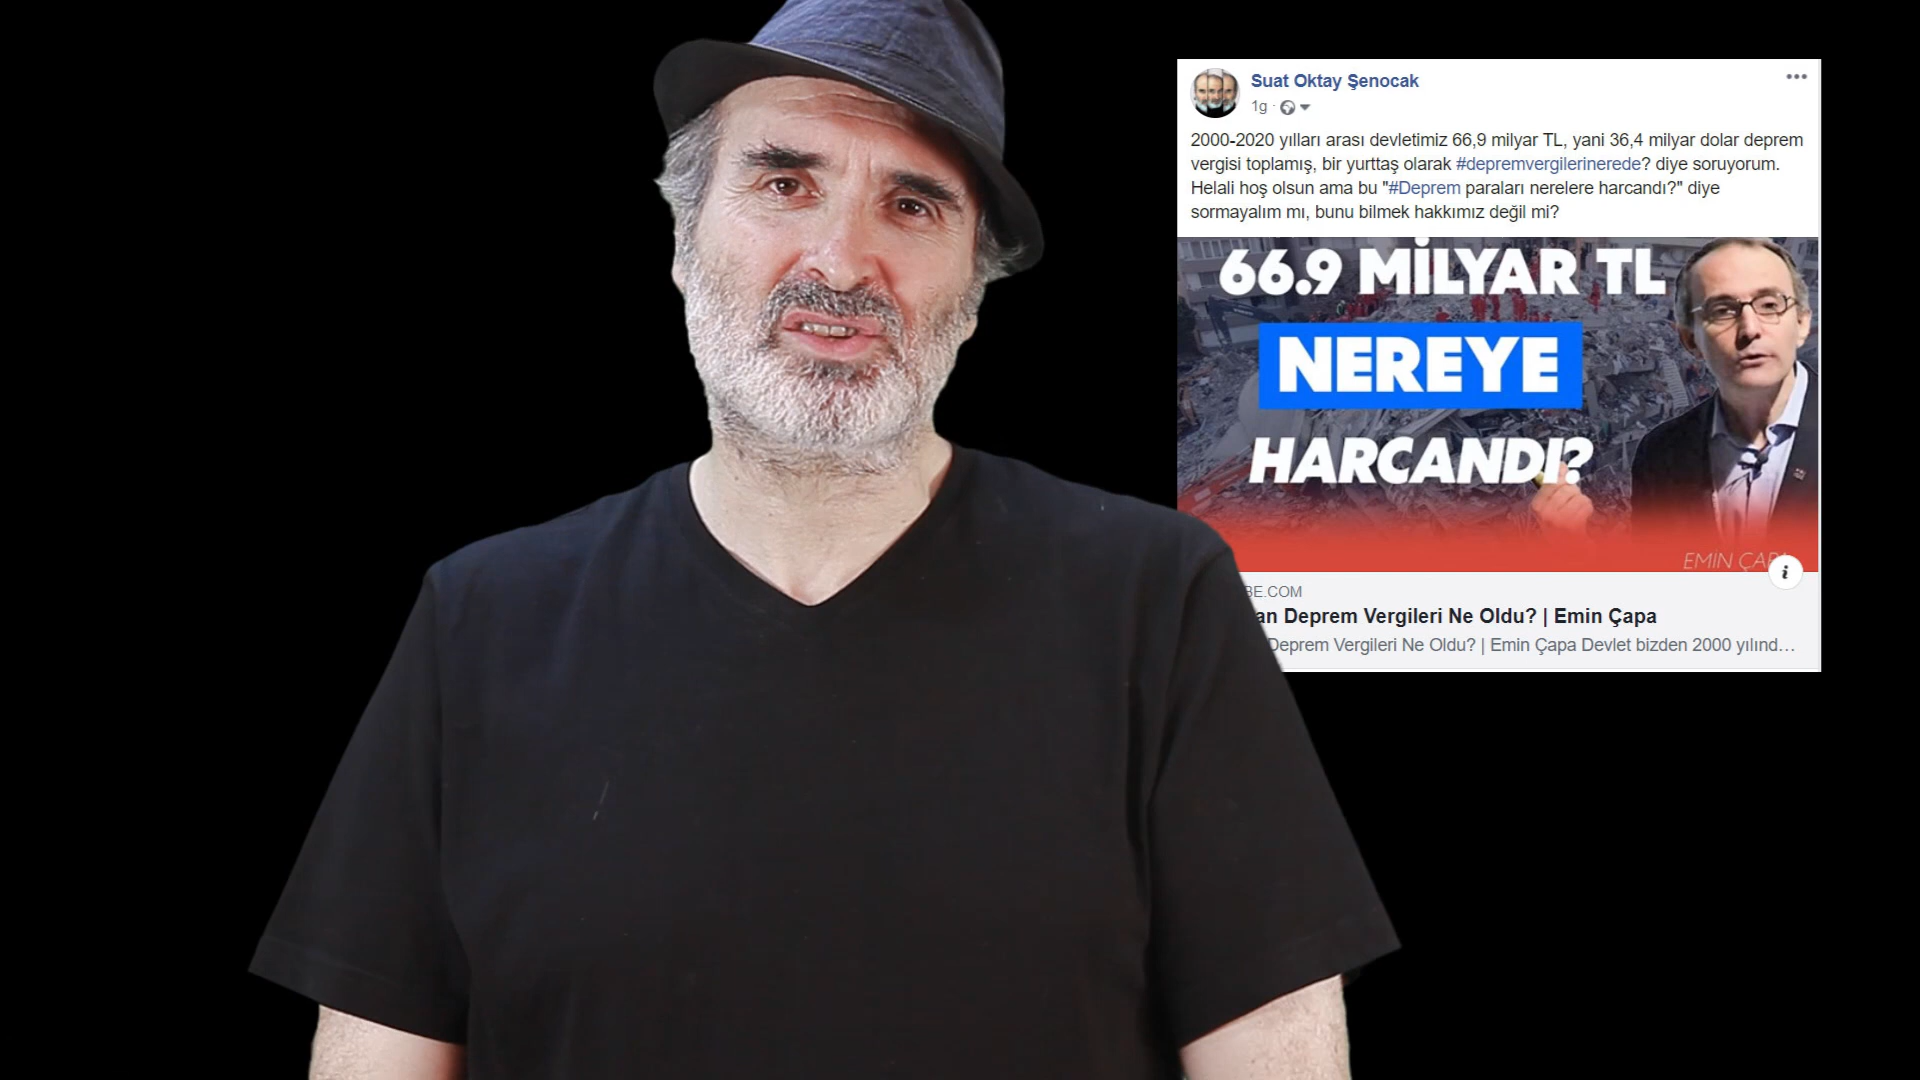 Suat Oktay Şenocak
1g
2000-2020 yılları arası devletimiz 66,9 milyar TL, yani 36,4 milyar dolar deprem
vergisi toplamış, bir yurttaş olarak #depremvergilerinerede? diye soruyorum.
Helali hoş olsun ama bu "#Deprem paraları nerelere harcandı?" diye
sormayalım mı, bunu bilmek hakkımız değil mi?
66.9 MİLYAR TL
NEREYE
HARCANDI?
EMİN ÇAPA
BE.COM
an Deprem Vergileri Ne Oldu? | Emin Çapa
Deprem Vergileri Ne Oldu? | Emin Çapa Devlet bizden 2000 yılınd...